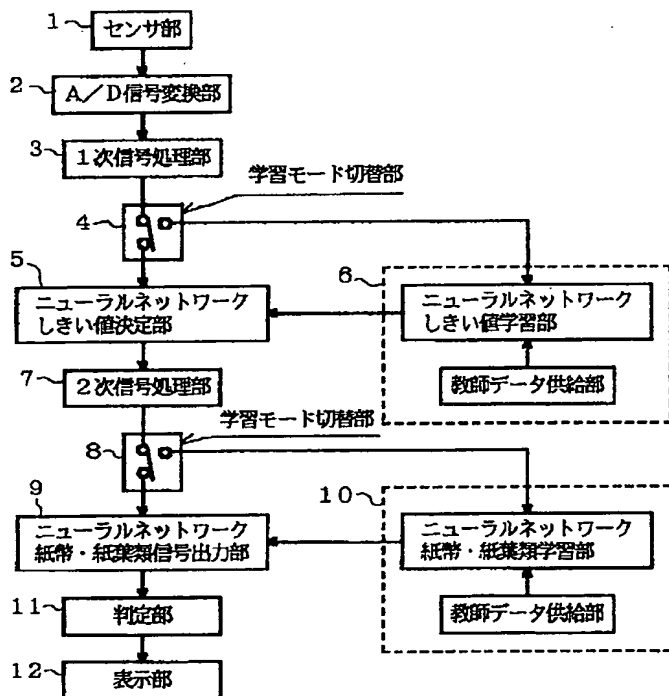 1
センサ部
2
A/D信号変換部
3
1次信号処理部
学習モード切替部
4
5
ニューラルネットワーク
しきい値決定部
6
ニューラルネットワーク
しきい値学習部
教師データ供給部
7
2次信号処理部
学習モード切替部
8
9
ニューラルネットワーク
紙幣・紙葉類信号出力部
10
ニューラルネットワーク
紙幣・紙葉類学習部
教師データ供給部
11
判定部
12
表示部